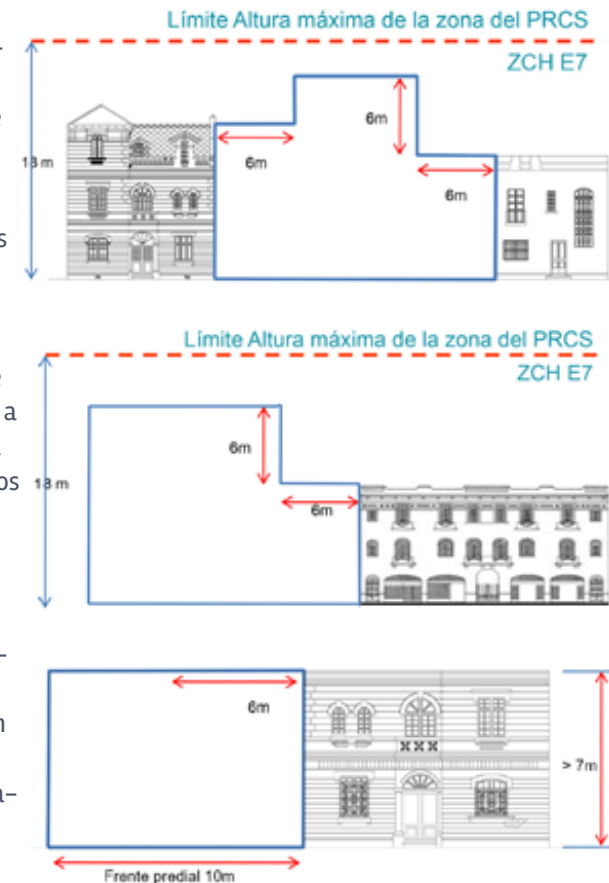 Límite Altura máxima de la zona del PRCS
ZCH E7
e
6m
18 m
6m
6m
s
Límite Altura máxima de la zona del PRCS
ZCH E7
e
a
6m
os
18 m
6m
-
6m
n
> 7m
a-
Frente predial 10m